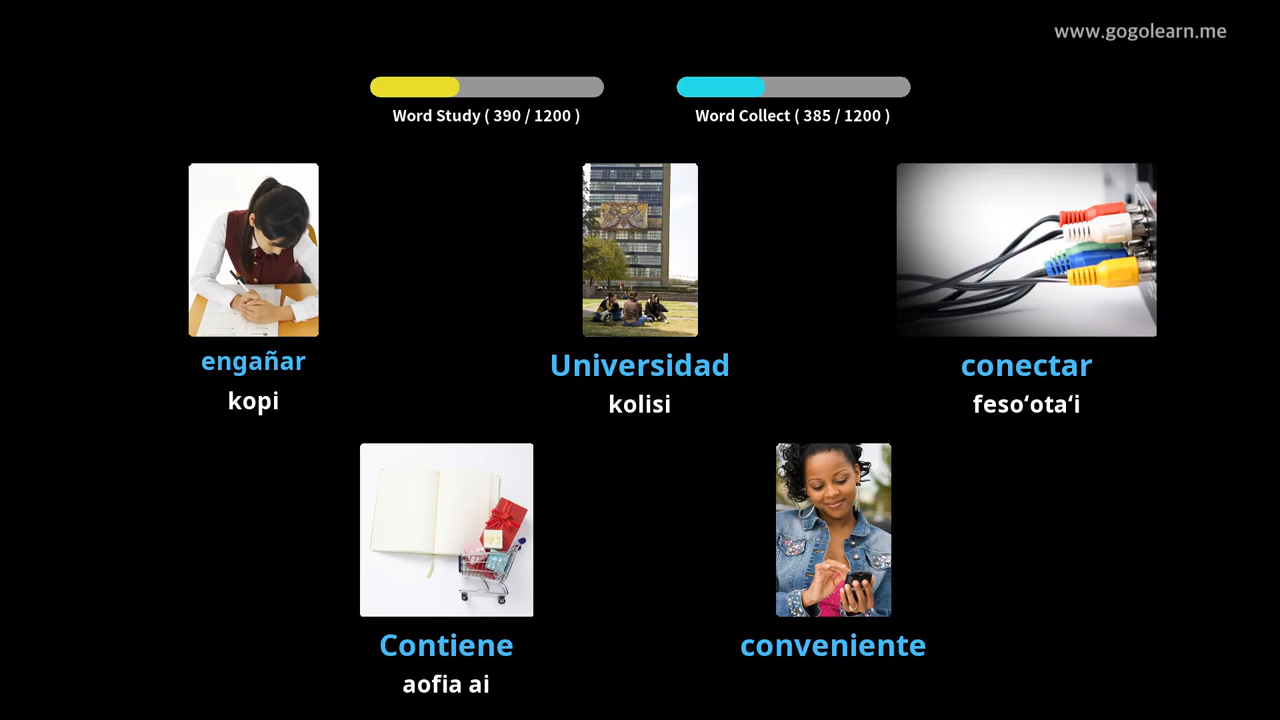 www.gogolearn.me
Word Study ( 390 / 1200 )
Word Collect ( 385 / 1200 )
engañar
kopi
Universidad
kolisi
conectar
fesoʻotaʻi
Contiene
aofia ai
conveniente